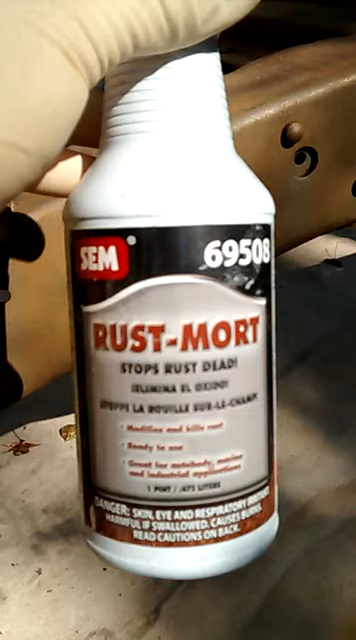 SEM®
69508
RUST-MORT
STOPS RUST DEAD!
¡ELIMINA EL OXIDO!
STOPPE LA ROUILLE SUR-LE-CHAMP!
• Modifies and kills rust
• Ready to use
• Great for autobody, marine
and industrial applications
1 PINT / .473 LITERS
DANGER: SKIN, EYE AND RESPIRATORY IRRITANT.
HARMFUL IF SWALLOWED. CAUSES BURNS.
READ CAUTIONS ON BACK.